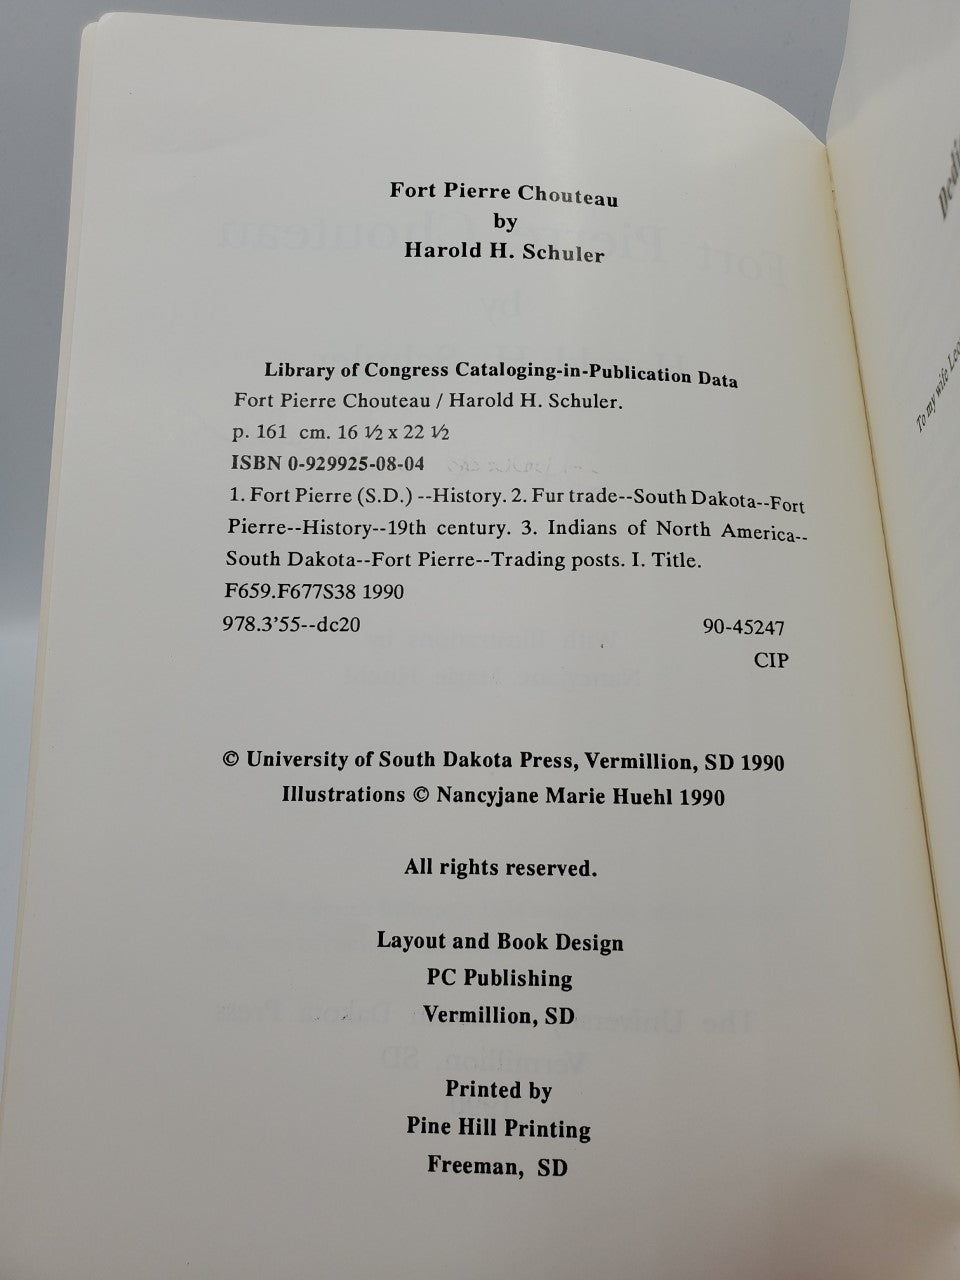 Fort Pierre Chouteau
by
Harold H. Schuler
Library of Congress Cataloging-in-Publication Data
Fort Pierre Chouteau / Harold H. Schuler.
p. 161 cm. 16 1/2 x 22 1/2
ISBN 0-929925-08-04
1. Fort Pierre (S.D.) --History. 2. Fur trade--South Dakota--Fort
Pierre--History--19th century. 3. Indians of North America--
South Dakota--Fort Pierre--Trading posts. I. Title.
F659.F677S38 1990
978.3'55--dc20 90-45247
CIP
© University of South Dakota Press, Vermillion, SD 1990
Illustrations © Nancyjane Marie Huehl 1990
All rights reserved.
Layout and Book Design
PC Publishing
Vermillion, SD
Printed by
Pine Hill Printing
Freeman, SD
To my wife